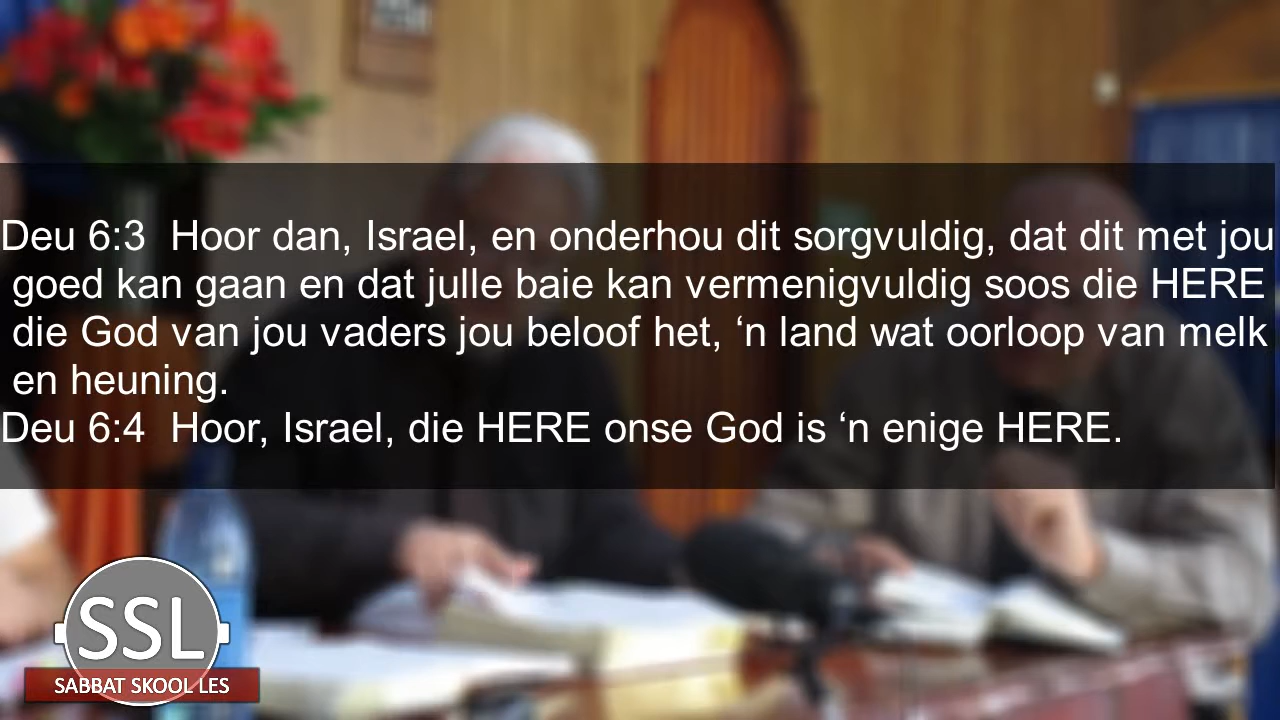 Deu 6:3  Hoor dan, Israel, en onderhou dit sorgvuldig, dat dit met jou
goed kan gaan en dat julle baie kan vermenigvuldig soos die HERE
die God van jou vaders jou beloof het, ‘n land wat oorloop van melk
en heuning.
Deu 6:4  Hoor, Israel, die HERE onse God is ‘n enige HERE.
SSL
SABBAT SKOOL LES